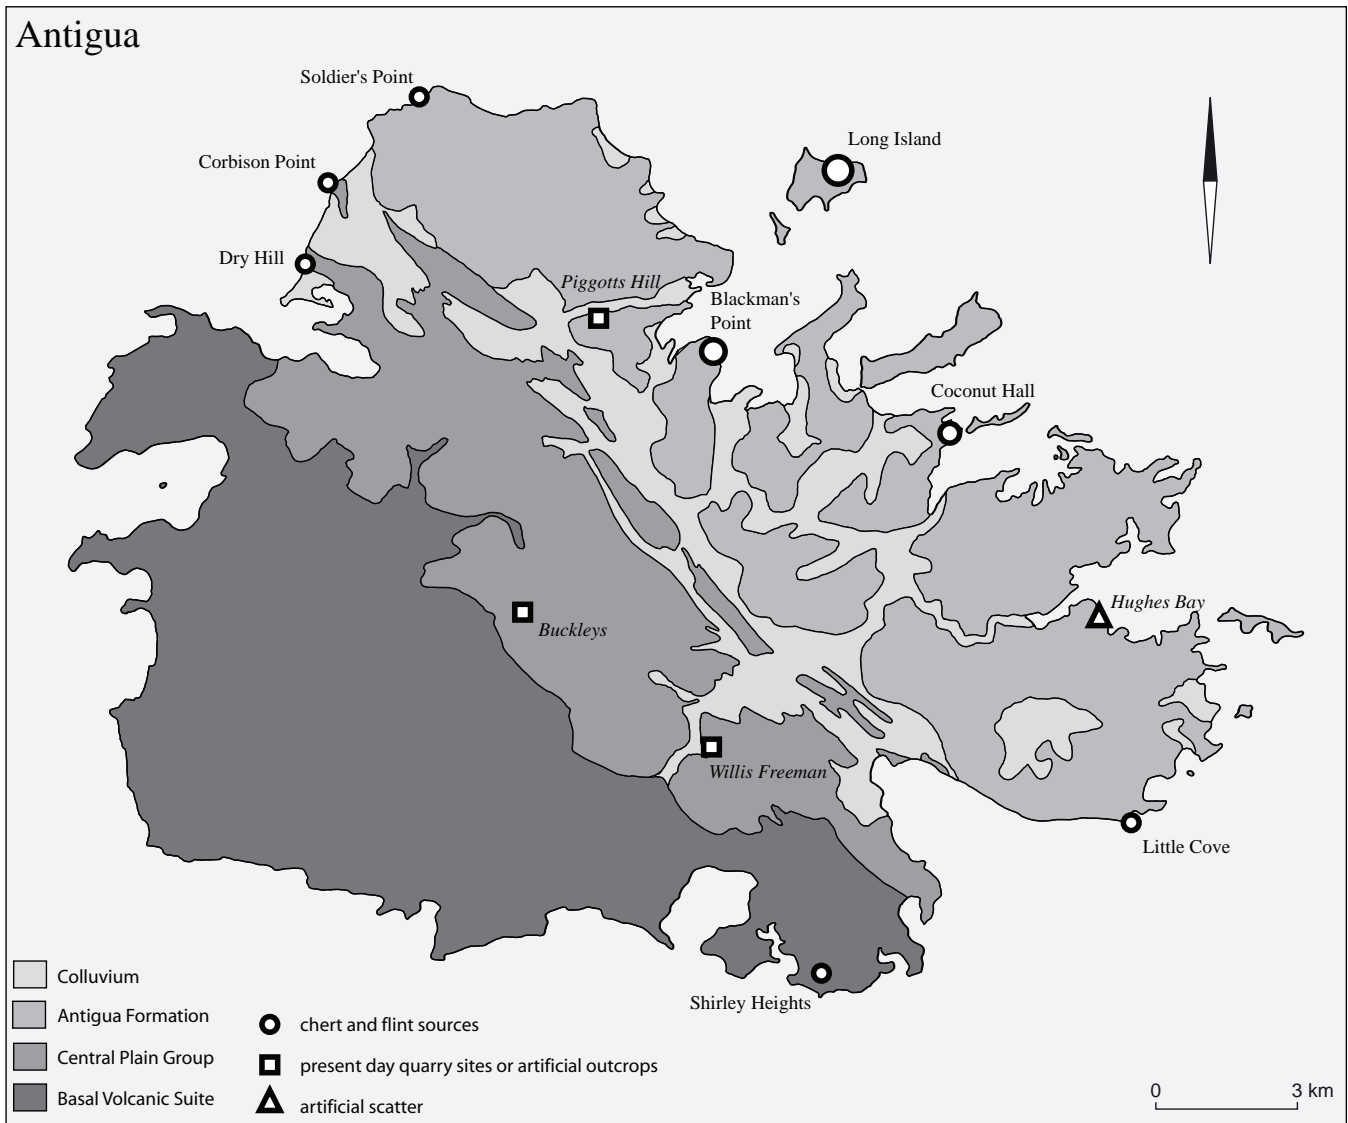 Antigua
Soldier's Point
Long Island
Corbison Point
Dry Hill
Piggotts Hill
Blackman's
Point
Coconut Hall
Hughes Bay
Buckleys
Willis Freeman
Little Cove
Shirley Heights
Colluvium
Antigua Formation
Central Plain Group
Basal Volcanic Suite
chert and flint sources
present day quarry sites or artificial outcrops
artificial scatter
0 3 km